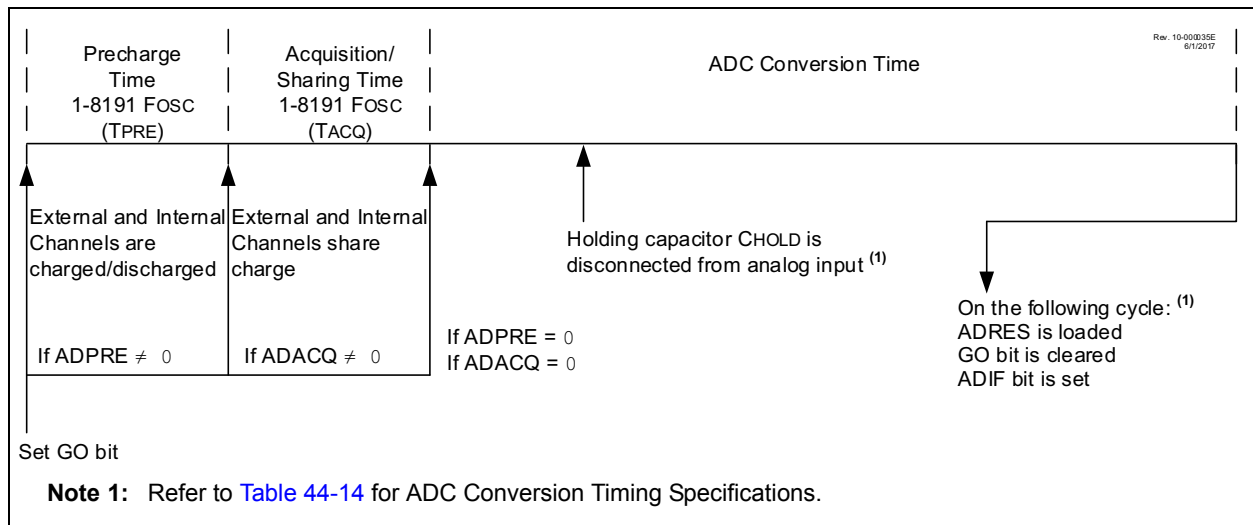 Rev. 10-000035E
6/1/2017
Precharge
Time
1-8191 FOSC
(TPRE)
Acquisition/
Sharing Time
1-8191 FOSC
(TACQ)
ADC Conversion Time
External and Internal
Channels are
charged/discharged
External and Internal
Channels share
charge
Holding capacitor CHOLD is
disconnected from analog input (1)
On the following cycle: (1)
ADRES is loaded
GO bit is cleared
ADIF bit is set
If ADPRE ≠ 0
If ADACQ ≠ 0
If ADPRE = 0
If ADACQ = 0
Set GO bit
Note 1: Refer to Table 44-14 for ADC Conversion Timing Specifications.